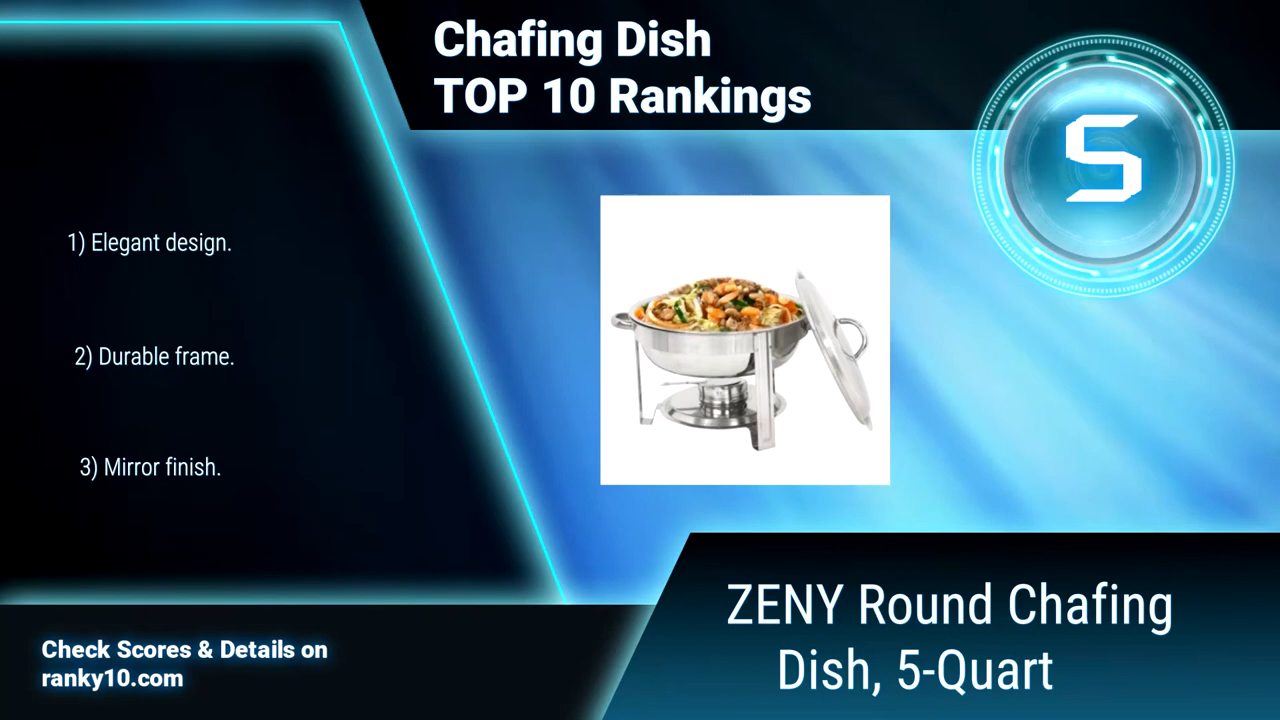 Chafing Dish
TOP 10 Rankings
5
1) Elegant design.
2) Durable frame.
3) Mirror finish.
ZENY Round Chafing
Dish, 5-Quart
Check Scores & Details on
ranky10.com